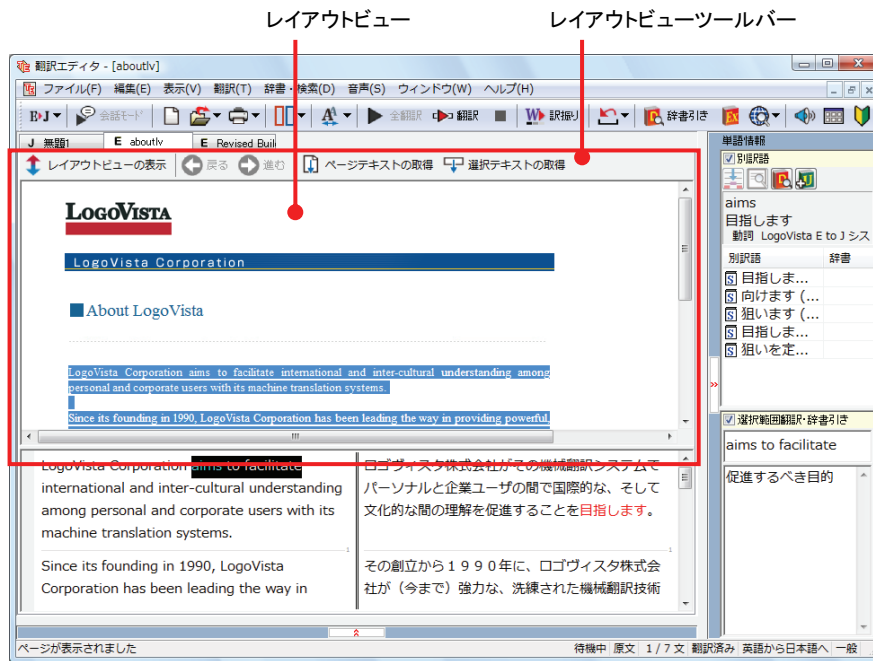 レイアウトビュー
レイアウトビューツールバー
翻訳エディタ - [aboutlv]
ファイル(F) 編集(E) 表示(V) 翻訳(T) 辞書・検索(D) 音声(S) ウィンドウ(W) ヘルプ(H)
E▸J 会話モード 全翻訳 翻訳 訳振り 辞書引き
J 無題1 E aboutlv E Revised Buil
レイアウトビューの表示 戻る 進む ページテキストの取得 選択テキストの取得
LOGOVISTA
LogoVista Corporation
About LogoVista
LogoVista Corporation aims to facilitate international and inter-cultural understanding among
personal and corporate users with its machine translation systems.
Since its founding in 1990, LogoVista Corporation has been leading the way in providing powerful,
LogoVista Corporation aims to facilitate
international and inter-cultural understanding
among personal and corporate users with its
machine translation systems.
1
Since its founding in 1990, LogoVista
Corporation has been leading the way in
ロゴヴィスタ株式会社がその機械翻訳システムで
パーソナルと企業ユーザの間で国際的な、そして
文化的な間の理解を促進することを目指します。
1
その創立から１９９０年に、ロゴヴィスタ株式会
社が（今まで）強力な、洗練された機械翻訳技術
単語情報
別訳語
aims
目指します
動詞 LogoVista E to J シス
別訳語 辞書
S 目指しま...
S 向けます (...
S 狙います (...
S 目指しま...
S 狙いを定...
選択範囲翻訳・辞書引き
aims to facilitate
促進するべき目的
ページが表示されました
待機中 原文 1 / 7 文 翻訳済み 英語から日本語へ 一般